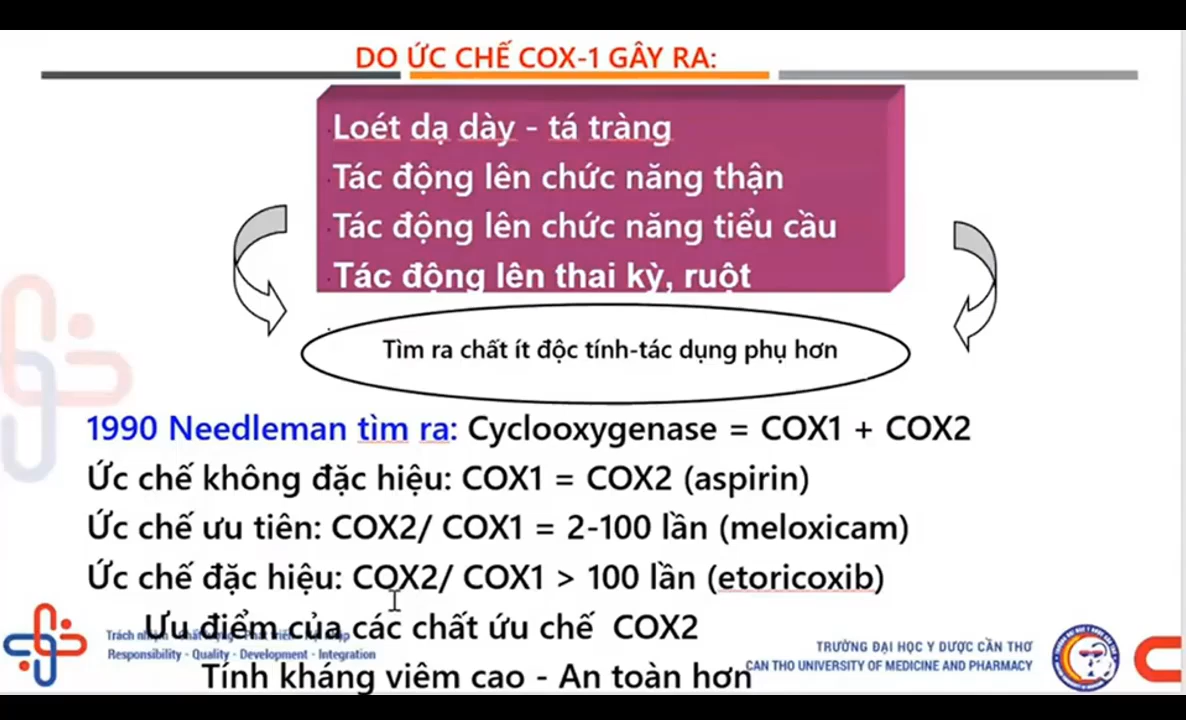 DO ỨC CHẾ COX-1 GÂY RA:
Loét dạ dày - tá tràng
Tác động lên chức năng thận
Tác động lên chức năng tiểu cầu
Tác động lên thai kỳ, ruột
Tìm ra chất ít độc tính-tác dụng phụ hơn
1990 Needleman tìm ra: Cyclooxygenase = COX1 + COX2
Ức chế không đặc hiệu: COX1 = COX2 (aspirin)
Ức chế ưu tiên: COX2/ COX1 = 2-100 lần (meloxicam)
Ức chế đặc hiệu: COX2/ COX1 > 100 lần (etoricoxib)
Ưu điểm của các chất ứu chế COX2
Responsibility - Quality - Development - Integration
Tính kháng viêm cao - An toàn hơn
TRƯỜNG ĐẠI HỌC Y DƯỢC CẦN THƠ
CAN THO UNIVERSITY OF MEDICINE AND PHARMACY